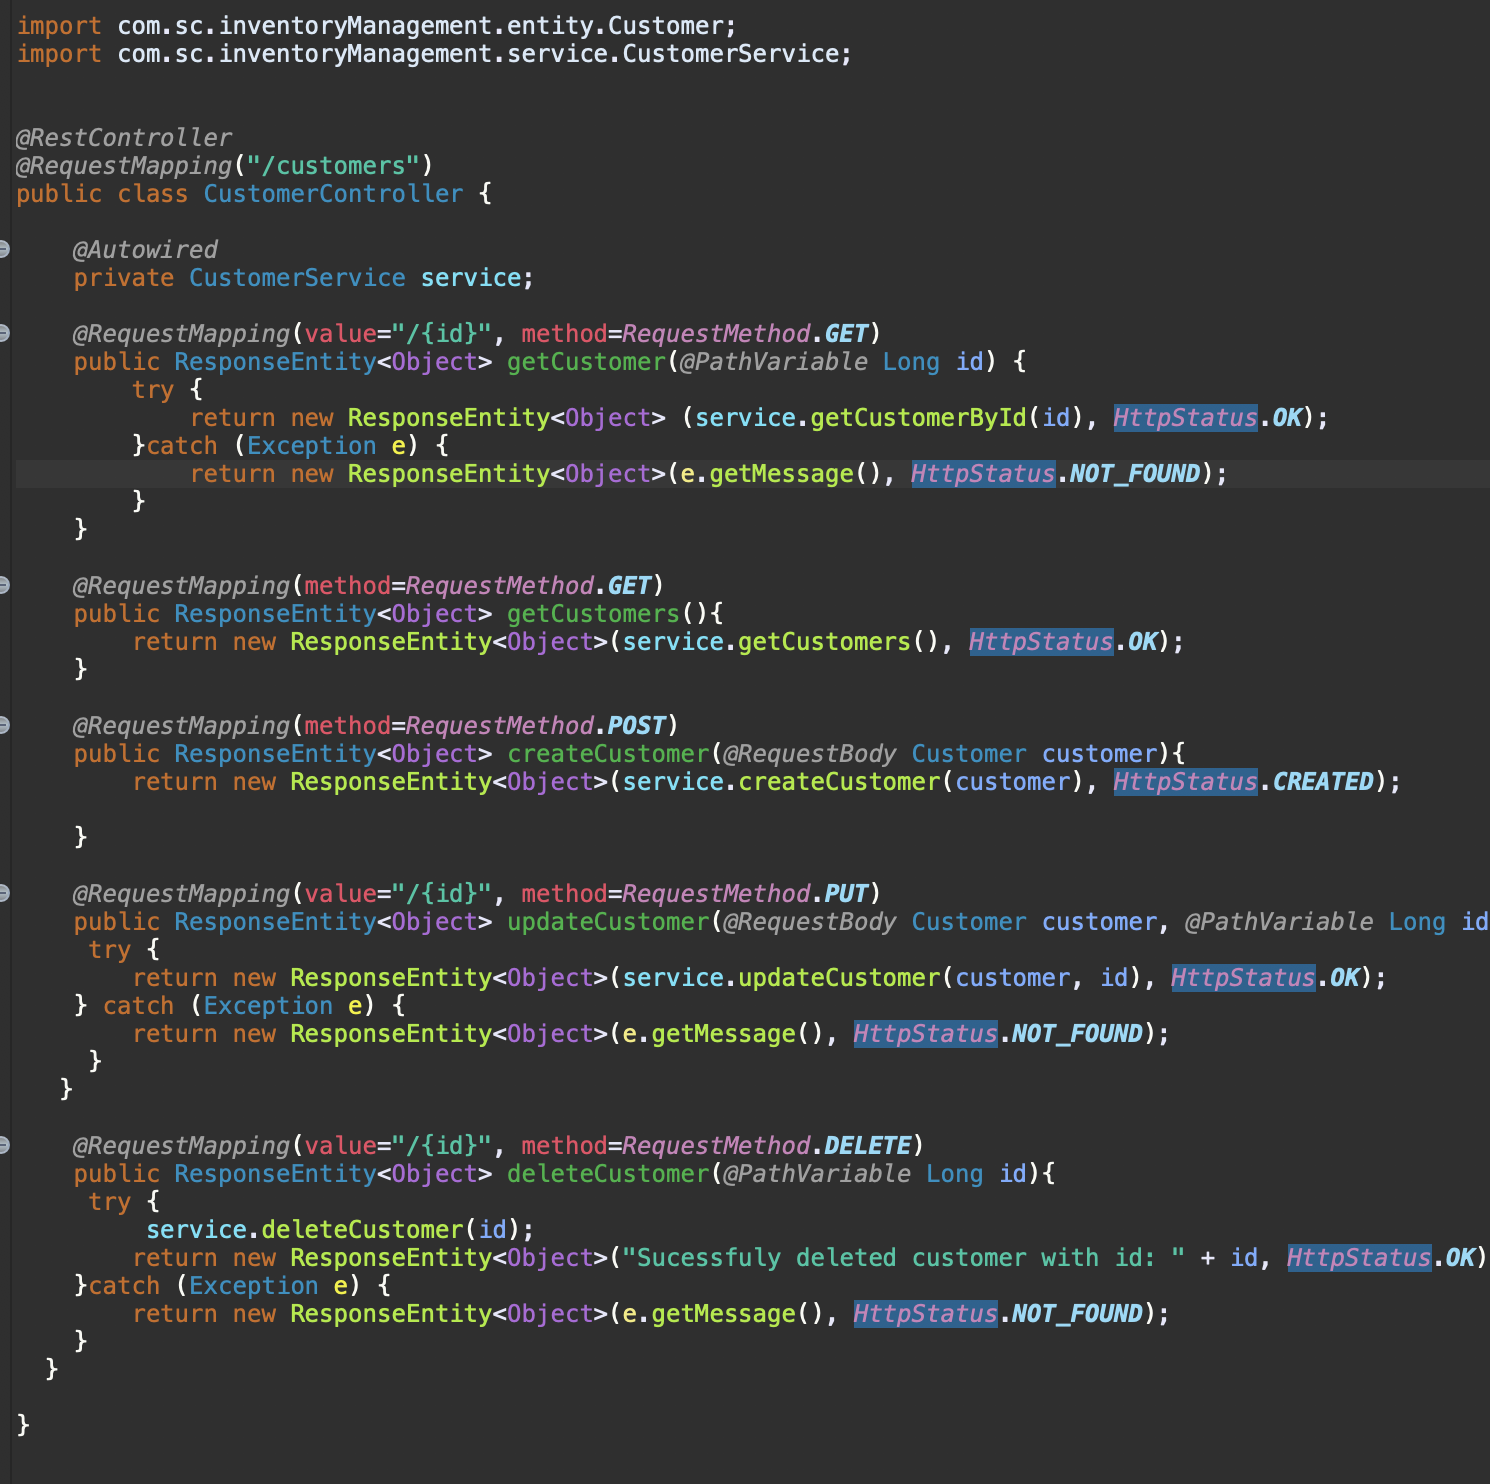 import com.sc.inventoryManagement.entity.Customer;
import com.sc.inventoryManagement.service.CustomerService;
@RestController
@RequestMapping("/customers")
public class CustomerController {
@Autowired
private CustomerService service;
@RequestMapping(value="/{id}", method=RequestMethod.GET)
public ResponseEntity<Object> getCustomer(@PathVariable Long id) {
try {
return new ResponseEntity<Object> (service.getCustomerById(id), HttpStatus.OK);
}catch (Exception e) {
return new ResponseEntity<Object>(e.getMessage(), HttpStatus.NOT_FOUND);
}
}
@RequestMapping(method=RequestMethod.GET)
public ResponseEntity<Object> getCustomers(){
return new ResponseEntity<Object>(service.getCustomers(), HttpStatus.OK);
}
@RequestMapping(method=RequestMethod.POST)
public ResponseEntity<Object> createCustomer(@RequestBody Customer customer){
return new ResponseEntity<Object>(service.createCustomer(customer), HttpStatus.CREATED);
}
@RequestMapping(value="/{id}", method=RequestMethod.PUT)
public ResponseEntity<Object> updateCustomer(@RequestBody Customer customer, @PathVariable Long id
try {
return new ResponseEntity<Object>(service.updateCustomer(customer, id), HttpStatus.OK);
} catch (Exception e) {
return new ResponseEntity<Object>(e.getMessage(), HttpStatus.NOT_FOUND);
}
}
@RequestMapping(value="/{id}", method=RequestMethod.DELETE)
public ResponseEntity<Object> deleteCustomer(@PathVariable Long id){
try {
service.deleteCustomer(id);
return new ResponseEntity<Object>("Sucessfuly deleted customer with id: " + id, HttpStatus.OK)
}catch (Exception e) {
return new ResponseEntity<Object>(e.getMessage(), HttpStatus.NOT_FOUND);
}
}
}